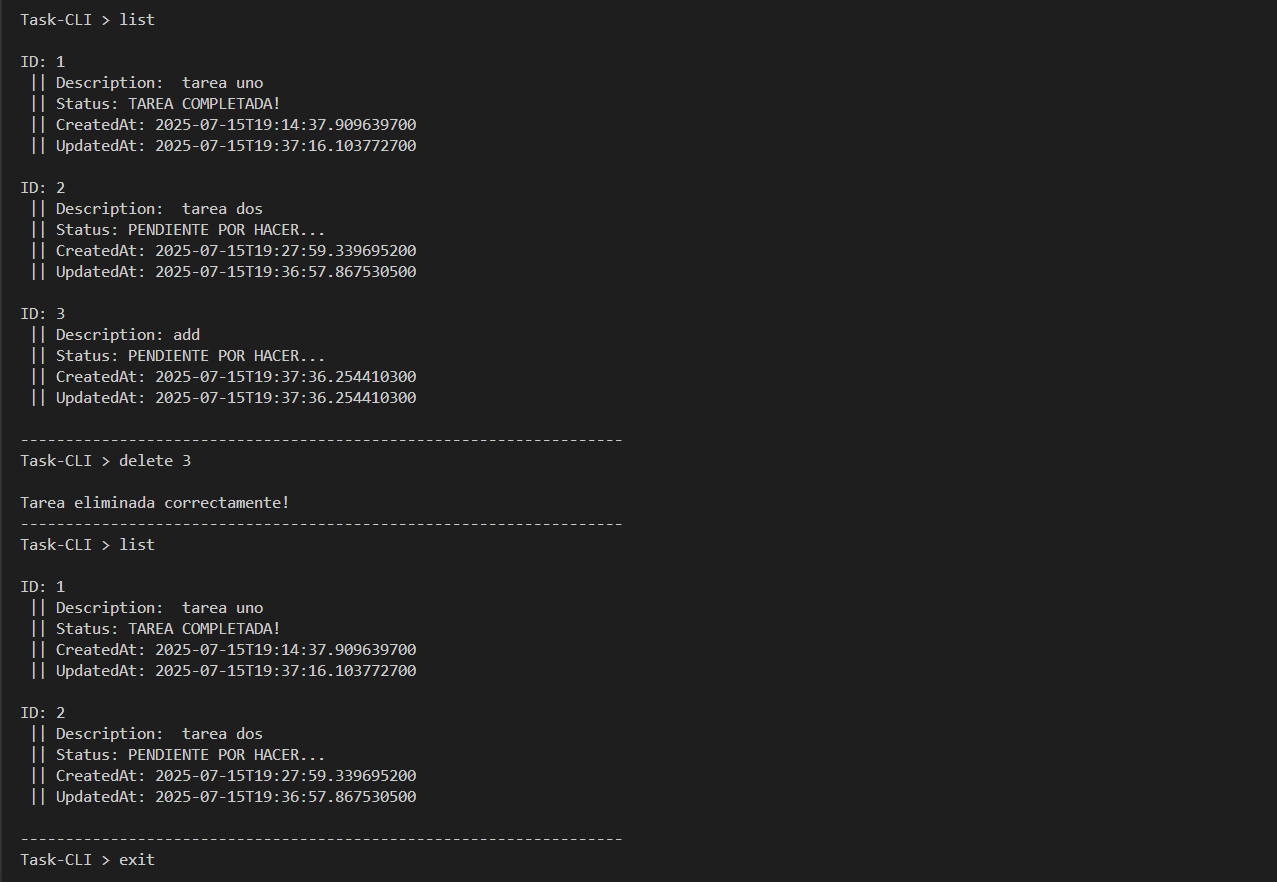 Task-CLI > list
ID: 1
 || Description:  tarea uno
 || Status: TAREA COMPLETADA!
 || CreatedAt: 2025-07-15T19:14:37.909639700
 || UpdatedAt: 2025-07-15T19:37:16.103772700
ID: 2
 || Description:  tarea dos
 || Status: PENDIENTE POR HACER...
 || CreatedAt: 2025-07-15T19:27:59.339695200
 || UpdatedAt: 2025-07-15T19:36:57.867530500
ID: 3
 || Description: add
 || Status: PENDIENTE POR HACER...
 || CreatedAt: 2025-07-15T19:37:36.254410300
 || UpdatedAt: 2025-07-15T19:37:36.254410300
-------------------------------------------------------------------
Task-CLI > delete 3
Tarea eliminada correctamente!
-------------------------------------------------------------------
Task-CLI > list
ID: 1
 || Description:  tarea uno
 || Status: TAREA COMPLETADA!
 || CreatedAt: 2025-07-15T19:14:37.909639700
 || UpdatedAt: 2025-07-15T19:37:16.103772700
ID: 2
 || Description:  tarea dos
 || Status: PENDIENTE POR HACER...
 || CreatedAt: 2025-07-15T19:27:59.339695200
 || UpdatedAt: 2025-07-15T19:36:57.867530500
-------------------------------------------------------------------
Task-CLI > exit